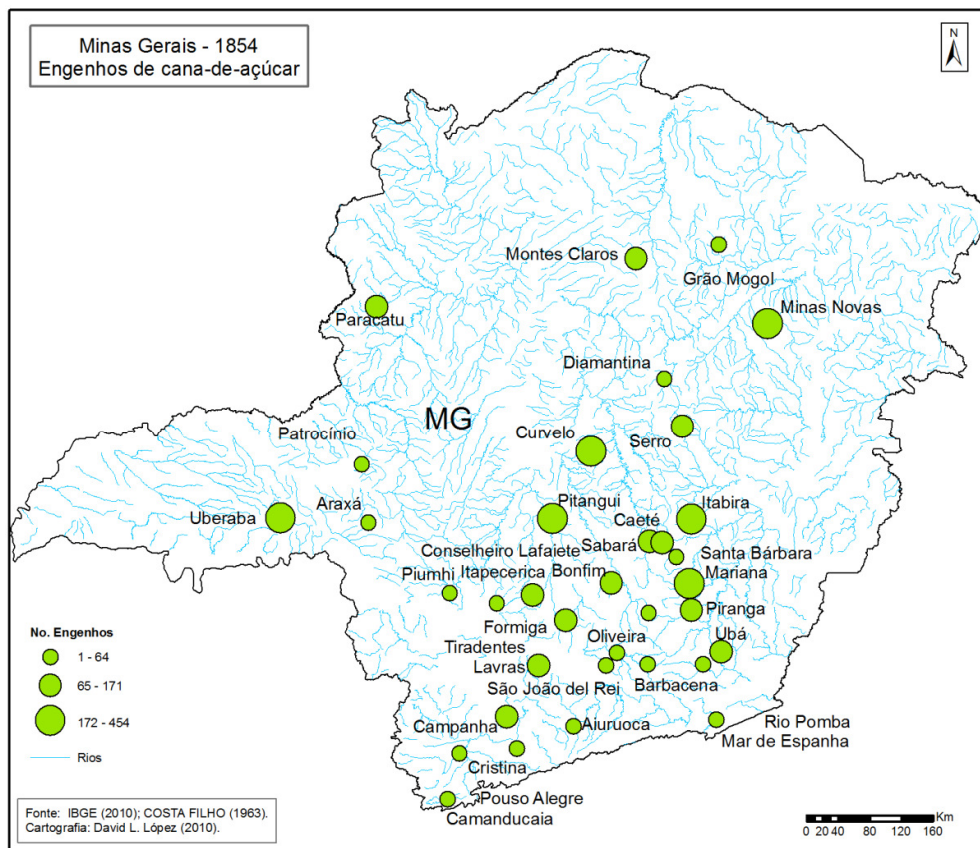 Minas Gerais - 1854
Engenhos de cana-de-açúcar
N
Montes Claros
Grão Mogol
Paracatu
Minas Novas
Diamantina
MG
Patrocínio
Curvelo
Serro
Uberaba
Araxá
Pitangui
Itabira
Caeté
Conselheiro Lafaiete
Sabará
Santa Bárbara
Piumhi
Itapecerica
Bonfim
Mariana
Piranga
Formiga
Oliveira
Ubá
Tiradentes
Lavras
São João del Rei
Barbacena
Campanha
Aiuruoca
Rio Pomba
Mar de Espanha
Cristina
Pouso Alegre
Camanducaia
No. Engenhos
1 - 64
65 - 171
172 - 454
Rios
Fonte: IBGE (2010); COSTA FILHO (1963).
Cartografia: David L. López (2010).
Km
0 20 40 80 120 160